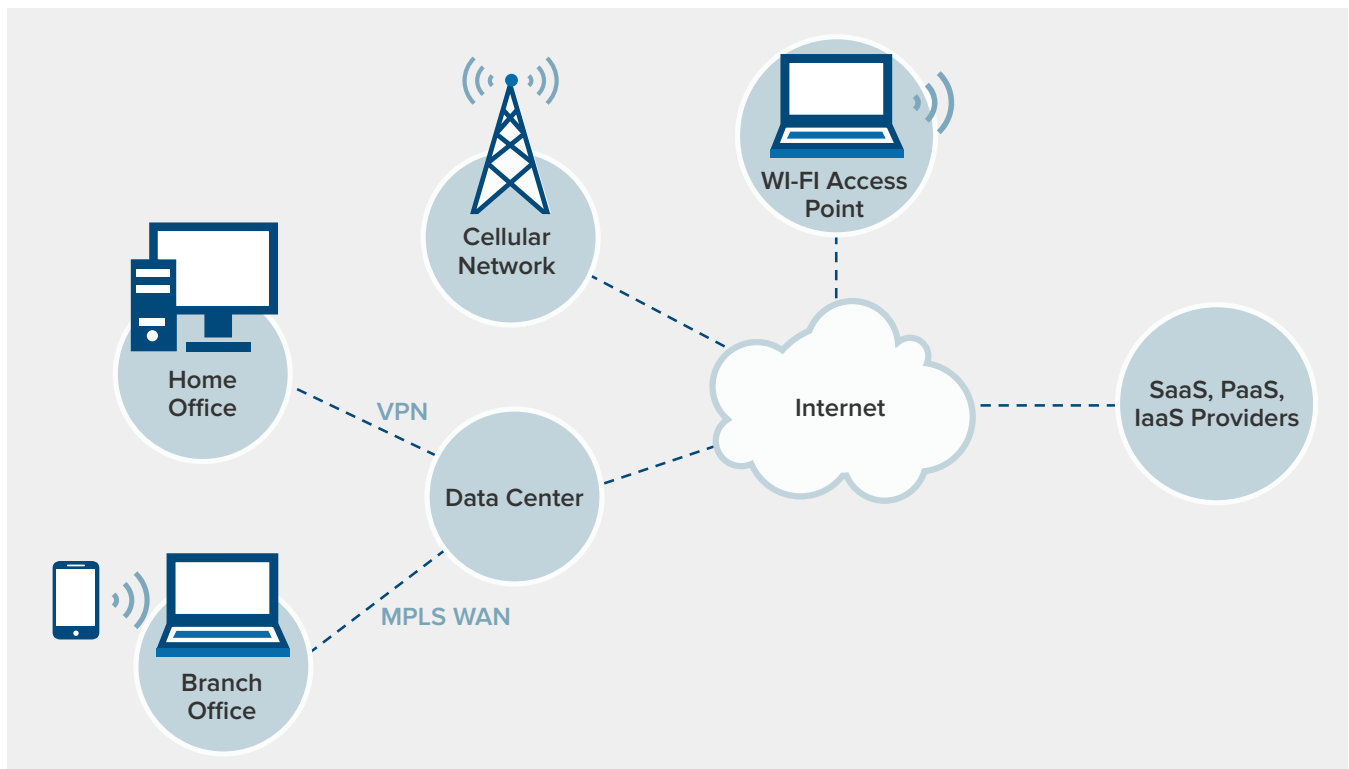 WI-FI Access
Point
Cellular
Network
Home
Office
VPN
Internet
SaaS, PaaS,
IaaS Providers
Data Center
MPLS WAN
Branch
Office